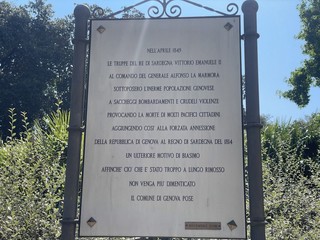 NELL'APRILE 1849
LE TRUPPE DEL RE DI SARDEGNA VITTORIO EMANUELE II
AL COMANDO DEL GENERALE ALFONSO LA MARMORA
SOTTOPOSERO L'INERME POPOLAZIONE GENOVESE
A SACCHEGGI BOMBARDAMENTI E CRUDELI VIOLENZE
PROVOCANDO LA MORTE DI MOLTI PACIFICI CITTADINI
AGGIUNGENDO COSÌ ALLA FORZATA ANNESSIONE
DELLA REPUBBLICA DI GENOVA AL REGNO DI SARDEGNA DEL 1814
UN ULTERIORE MOTIVO DI BIASIMO
AFFINCHÉ CIÒ CHE E' STATO TROPPO A LUNGO RIMOSSO
NON VENGA PIÙ DIMENTICATO
IL COMUNE DI GENOVA POSE